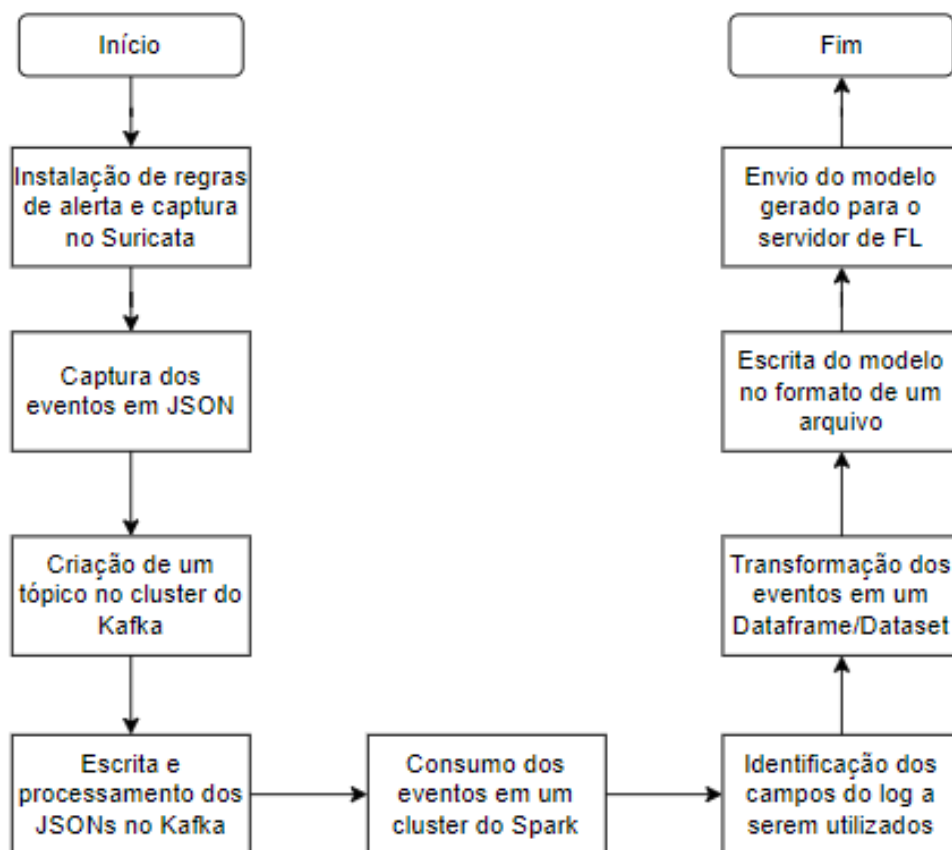 Início
Instalação de regras
de alerta e captura
no Suricata
Captura dos
eventos em JSON
Criação de um
tópico no cluster do
Kafka
Escrita e
processamento dos
JSONs no Kafka
Consumo dos
eventos em um
cluster do Spark
Identificação dos
campos do log a
serem utilizados
Transformação dos
eventos em um
Dataframe/Dataset
Escrita do modelo
no formato de um
arquivo
Envio do modelo
gerado para o
servidor de FL
Fim